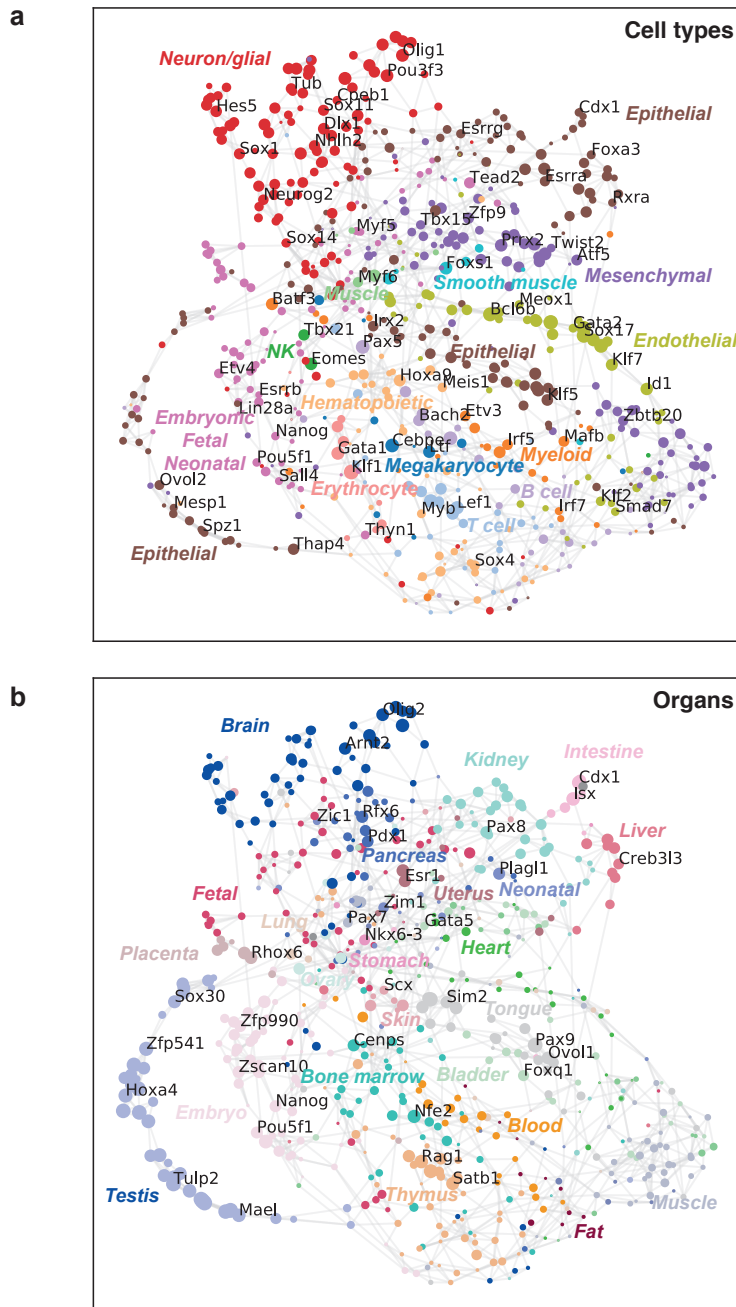 a
Cell types
Neuron/glial
Olig1
Pou3f3
Tub
Cpeb1
Hes5
Sox11
Cdx1
Epithelial
Dlx1
Esrrg
Nhlh2
Foxa3
Sox1
Tead2
Esrra
Neurog2
Rxra
Tbx15
Zfp9
Myf5
Sox14
Prrx2
Twist2
Atf5
Foxs1
Myf6
Smooth muscle
Mesenchymal
Muscle
Batf3
Meox1
Bcl6b
Irx2
Gata2
Tbx21
Sox17
Pax5
Endothelial
NK
Epithelial
Eomes
Klf7
Etv4
Hoxa9
Meis1
Id1
Esrrb
Klf5
Lin28a
Hematopoietic
Bach2
Etv3
Zbtb20
Embryonic
Fetal
Neonatal
Nanog
Gata1
Cebpe
Ltf
Irf5
Mafb
Pou5f1
Myeloid
Klf1
Megakaryocyte
Sall4
Ovol2
Erythrocyte
B cell
Klf2
Mesp1
Myb
Lef1
Irf7
Smad7
Spz1
Thyn1
T cell
Epithelial
Thap4
Sox4
b
Organs
Olig2
Brain
Arnt2
Kidney
Intestine
Cdx1
Isx
Zic1
Rfx6
Pax8
Liver
Pdx1
Pancreas
Creb3l3
Plagl1
Esr1
Fetal
Uterus
Neonatal
Zim1
Lung
Pax7
Gata5
Nkx6-3
Heart
Placenta
Rhox6
Stomach
Ovary
Scx
Sox30
Sim2
Tongue
Zfp990
Skin
Zfp541
Cenps
Pax9
Ovol1
Zscan10
Bone marrow
Bladder
Foxq1
Hoxa4
Nanog
Embryo
Nfe2
Blood
Pou5f1
Rag1
Tulp2
Satb1
Testis
Thymus
Muscle
Mael
Fat